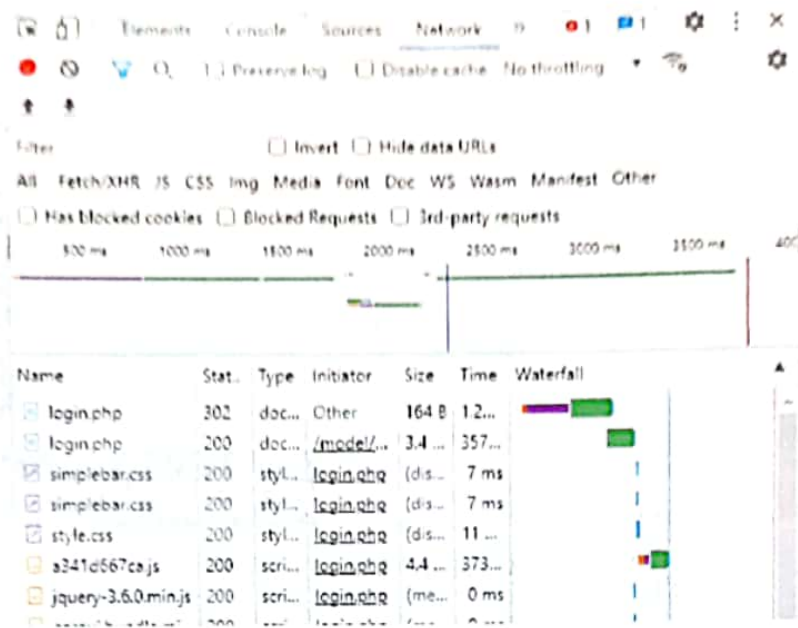 Elements Console Sources Network » 1 1
Preserve log Disable cache No throttling
Filter Invert Hide data URLs
All Fetch/XHR JS CSS Img Media Font Doc WS Wasm Manifest Other
Has blocked cookies Blocked Requests 3rd-party requests
500 ms 1000 ms 1500 ms 2000 ms 2500 ms 3000 ms 3500 ms 400
Name Stat.. Type Initiator Size Time Waterfall
login.php 302 doc... Other 164 B 1.2...
login.php 200 doc... /model/... 3.4 ... 357...
simplebar.css 200 styl... login.php (dis... 7 ms
simplebar.css 200 styl... login.php (dis... 7 ms
style.css 200 styl... login.php (dis... 11 ...
a341d667ca.js 200 scri... login.php 4.4 ... 373...
jquery-3.6.0.min.js 200 scri... login.php (me... 0 ms